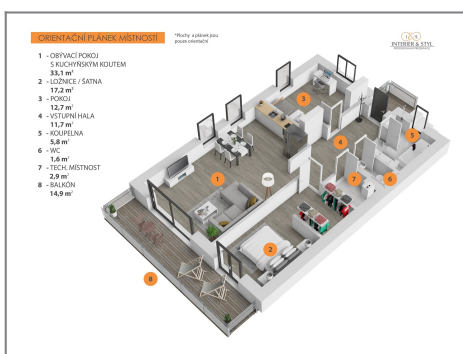 ORIENTAČNÍ PLÁNEK MÍSTNOSTÍ
*Plochy a plánek jsou
pouze orientační
INTERIER & STYL
1 - OBÝVACÍ POKOJ
S KUCHYŇSKÝM KOUTEM
33,1 m²
2 - LOŽNICE / ŠATNA
17,2 m²
3 - POKOJ
12,7 m²
4 - VSTUPNÍ HALA
11,7 m²
5 - KOUPELNA
5,8 m²
6 - WC
1,6 m²
7 - TECH. MÍSTNOST
2,9 m²
8 - BALKÓN
14,9 m²
3
4
5
1
7
6
2
8